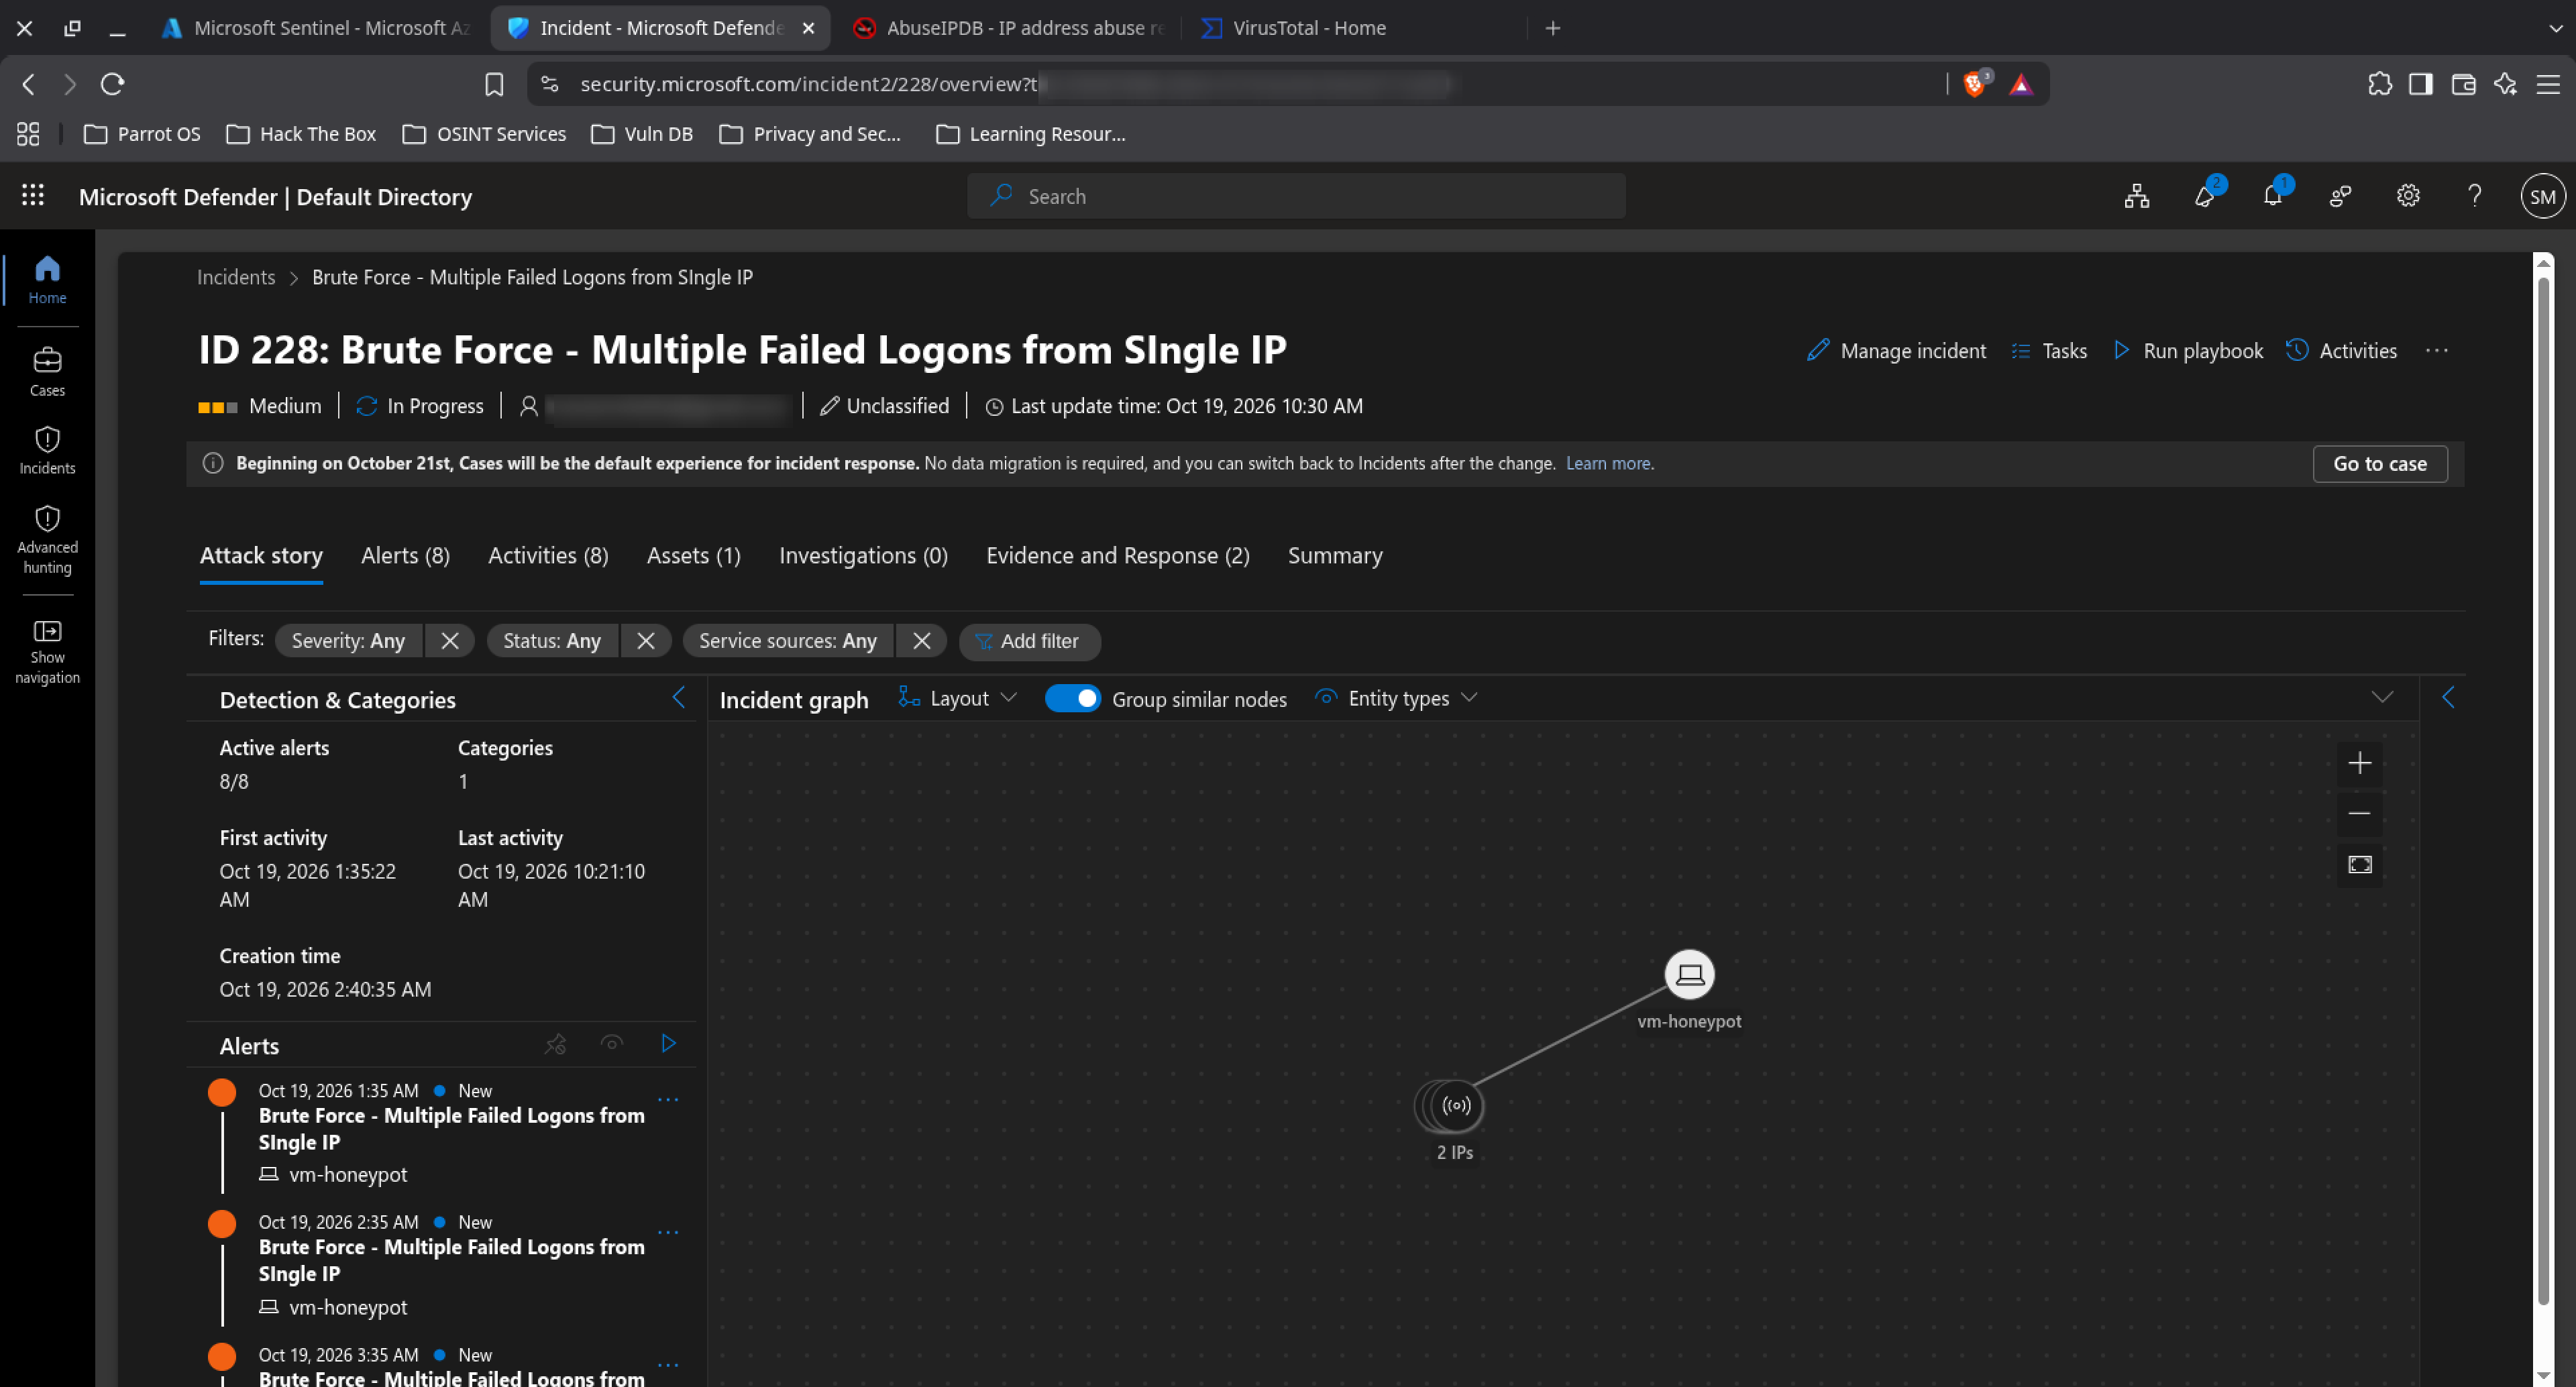 Microsoft Sentinel - Microsoft Az
Incident - Microsoft Defende
AbuseIPDB - IP address abuse re
VirusTotal - Home
security.microsoft.com/incident2/228/overview?t
3
Parrot OS
Hack The Box
OSINT Services
Vuln DB
Privacy and Sec...
Learning Resour...
Microsoft Defender | Default Directory
Search
2
1
SM
Home
Cases
Incidents
Advanced
hunting
Show
navigation
Incidents > Brute Force - Multiple Failed Logons from SIngle IP
ID 228: Brute Force - Multiple Failed Logons from SIngle IP
Manage incident
Tasks
Run playbook
Activities
...
Medium | In Progress |
| Unclassified | Last update time: Oct 19, 2026 10:30 AM
Beginning on October 21st, Cases will be the default experience for incident response. No data migration is required, and you can switch back to Incidents after the change. Learn more.
Go to case
Attack story
Alerts (8)
Activities (8)
Assets (1)
Investigations (0)
Evidence and Response (2)
Summary
Filters:
Severity: Any
Status: Any
Service sources: Any
Add filter
Detection & Categories
Active alerts
8/8
Categories
1
First activity
Oct 19, 2026 1:35:22
AM
Last activity
Oct 19, 2026 10:21:10
AM
Creation time
Oct 19, 2026 2:40:35 AM
Alerts
Oct 19, 2026 1:35 AM • New
Brute Force - Multiple Failed Logons from
SIngle IP
vm-honeypot
...
Oct 19, 2026 2:35 AM • New
Brute Force - Multiple Failed Logons from
SIngle IP
vm-honeypot
...
Oct 19, 2026 3:35 AM • New
Brute Force - Multiple Failed Logons from
...
Incident graph
Layout
Group similar nodes
Entity types
vm-honeypot
2 IPs